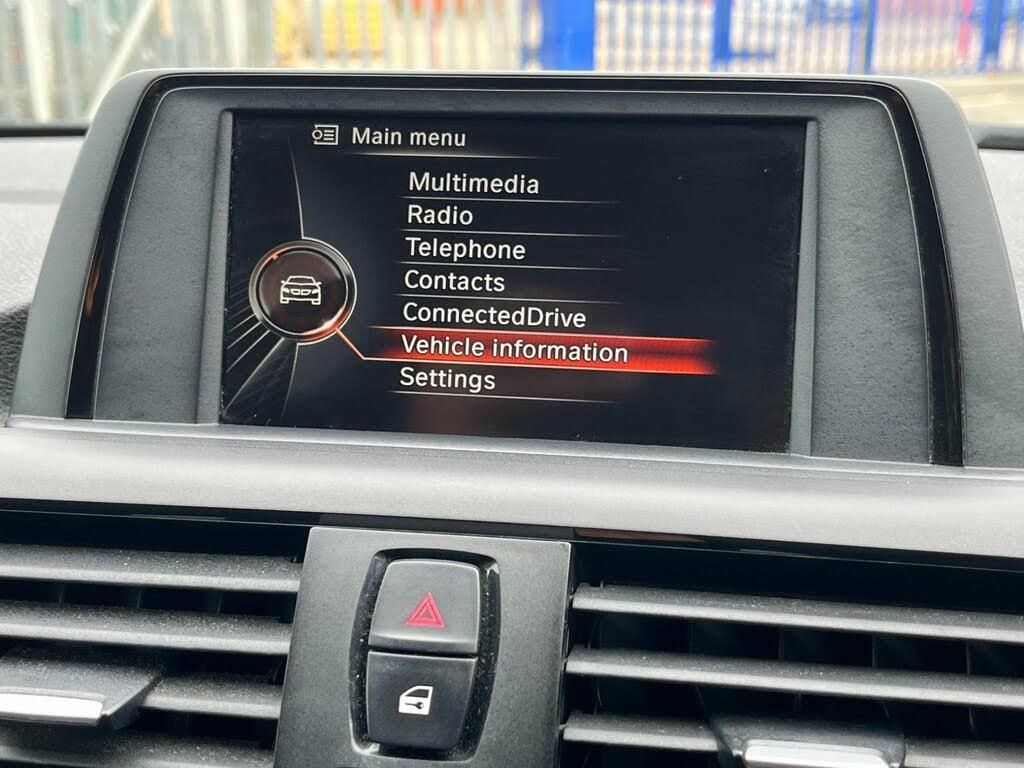 Main menu
Multimedia
Radio
Telephone
Contacts
ConnectedDrive
Vehicle information
Settings